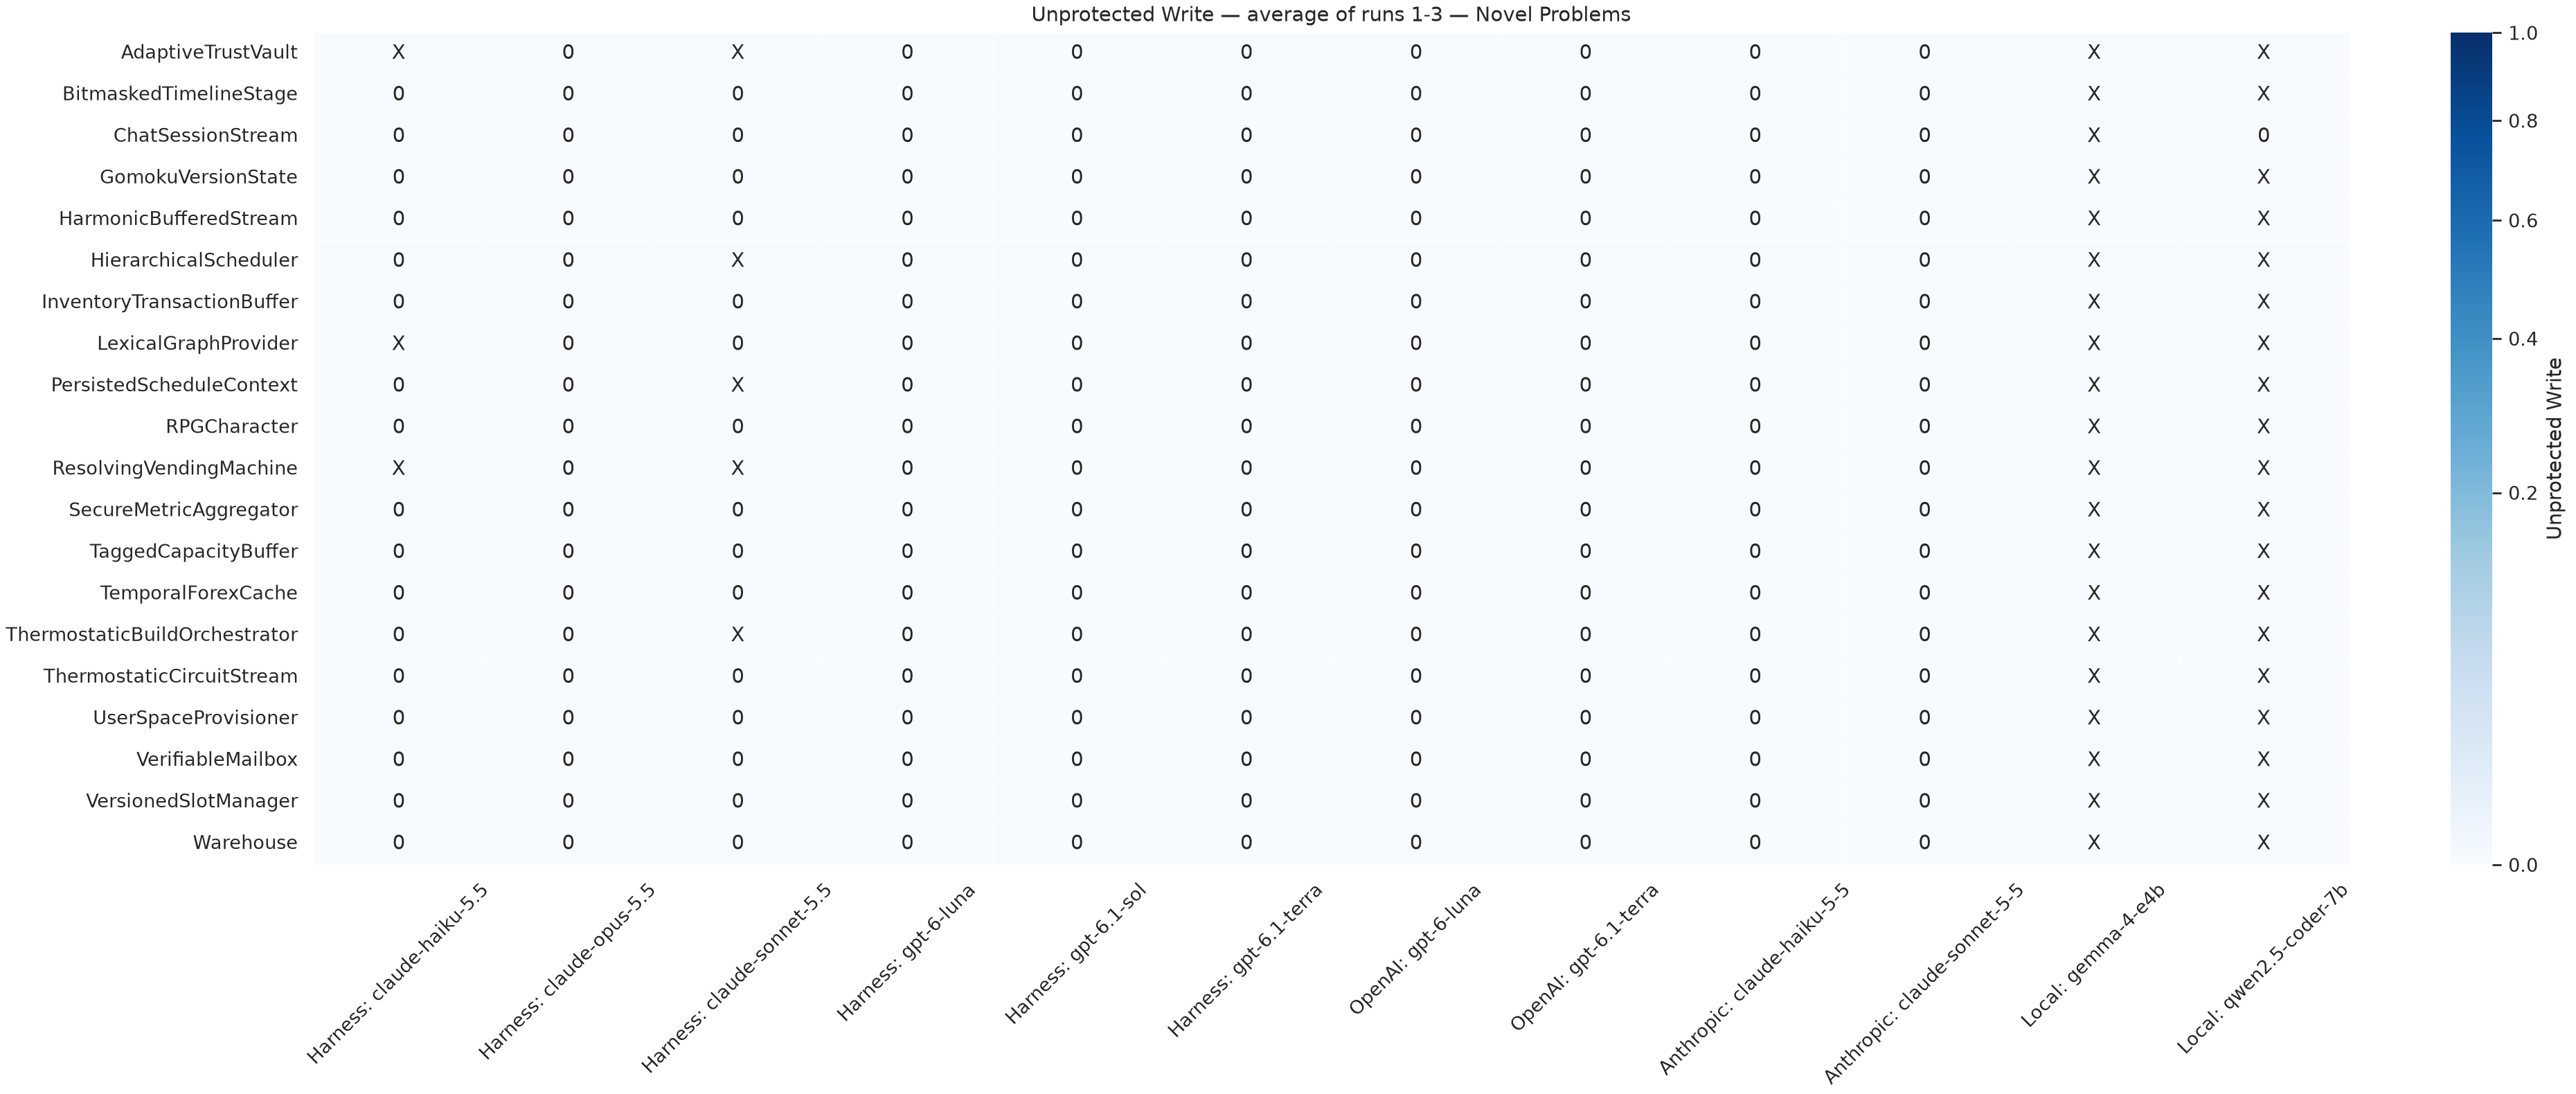 Unprotected Write — average of runs 1-3 — Novel Problems
AdaptiveTrustVault X 0 X 0 0 0 0 0 0 0 X X
BitmaskedTimelineStage 0 0 0 0 0 0 0 0 0 0 X X
ChatSessionStream 0 0 0 0 0 0 0 0 0 0 X 0
GomokuVersionState 0 0 0 0 0 0 0 0 0 0 X X
HarmonicBufferedStream 0 0 0 0 0 0 0 0 0 0 X X
HierarchicalScheduler 0 0 X 0 0 0 0 0 0 0 X X
InventoryTransactionBuffer 0 0 0 0 0 0 0 0 0 0 X X
LexicalGraphProvider X 0 0 0 0 0 0 0 0 0 X X
PersistedScheduleContext 0 0 X 0 0 0 0 0 0 0 X X
RPGCharacter 0 0 0 0 0 0 0 0 0 0 X X
ResolvingVendingMachine X 0 X 0 0 0 0 0 0 0 X X
SecureMetricAggregator 0 0 0 0 0 0 0 0 0 0 X X
TaggedCapacityBuffer 0 0 0 0 0 0 0 0 0 0 X X
TemporalForexCache 0 0 0 0 0 0 0 0 0 0 X X
ThermostaticBuildOrchestrator 0 0 X 0 0 0 0 0 0 0 X X
ThermostaticCircuitStream 0 0 0 0 0 0 0 0 0 0 X X
UserSpaceProvisioner 0 0 0 0 0 0 0 0 0 0 X X
VerifiableMailbox 0 0 0 0 0 0 0 0 0 0 X X
VersionedSlotManager 0 0 0 0 0 0 0 0 0 0 X X
Warehouse 0 0 0 0 0 0 0 0 0 0 X X
Harness: claude-haiku-5.5
Harness: claude-opus-5.5
Harness: claude-sonnet-5.5
Harness: gpt-6-luna
Harness: gpt-6.1-sol
Harness: gpt-6.1-terra
OpenAI: gpt-6-luna
OpenAI: gpt-6.1-terra
Anthropic: claude-haiku-5-5
Anthropic: claude-sonnet-5-5
Local: gemma-4-e4b
Local: qwen2.5-coder-7b
1.0
0.8
0.6
0.4
0.2
0.0
Unprotected Write